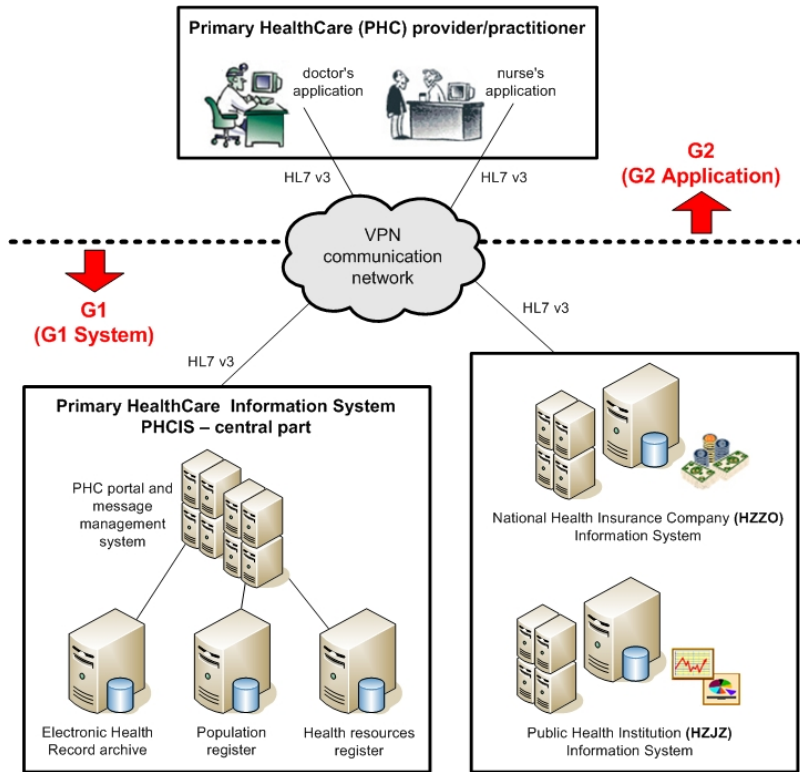 Primary HealthCare (PHC) provider/practitioner
doctor's
application
nurse's
application
HL7 v3
HL7 v3
G2
(G2 Application)
VPN
communication
network
G1
(G1 System)
HL7 v3
HL7 v3
Primary HealthCare  Information System
PHCIS – central part
PHC portal and
message
management
system
Electronic Health
Record archive
Population
register
Health resources
register
National Health Insurance Company (HZZO)
Information System
Public Health Institution (HZJZ)
Information System